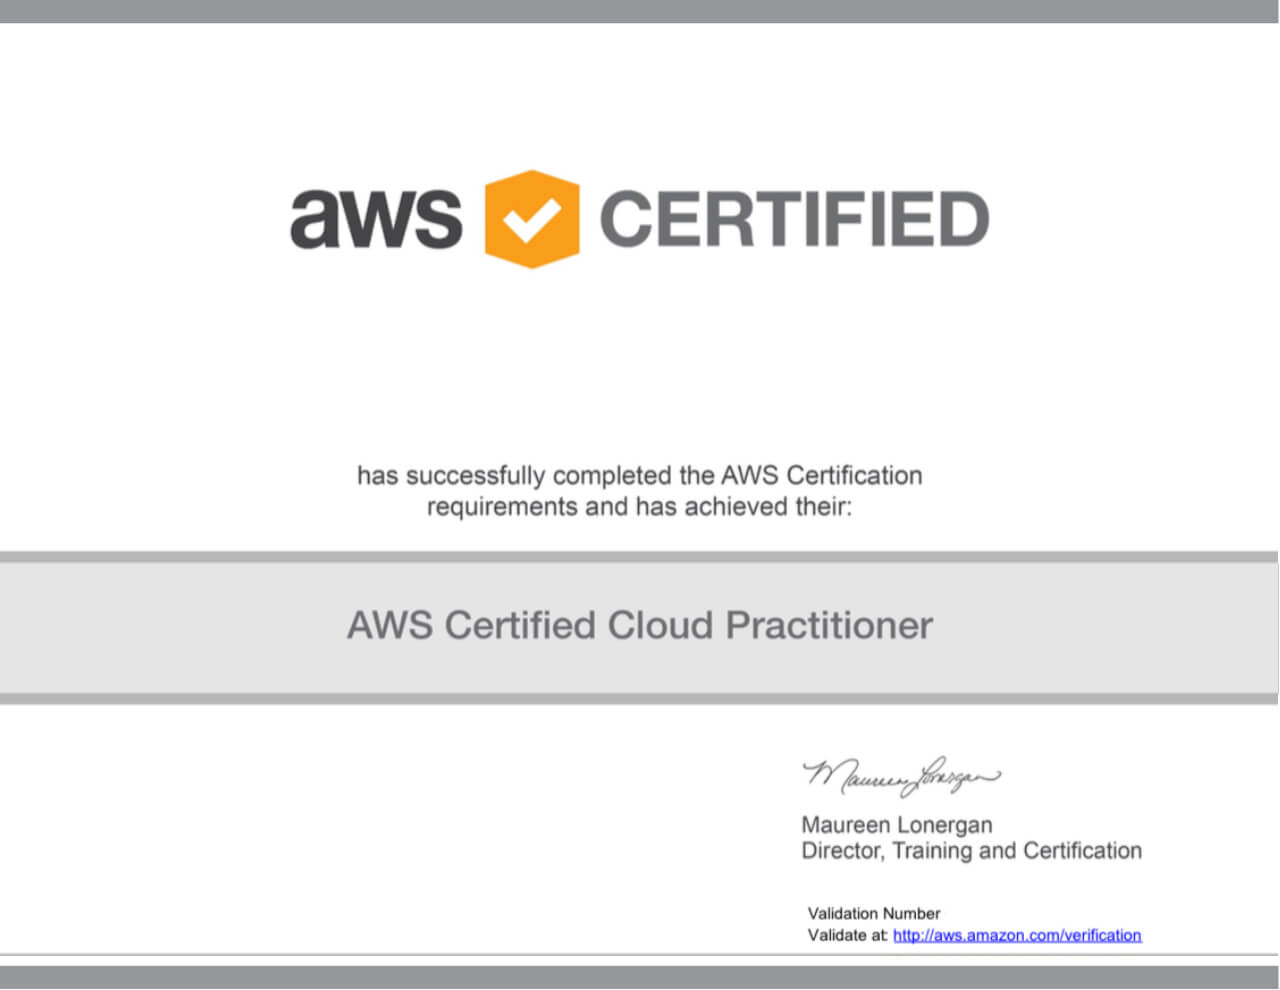 aws CERTIFIED
has successfully completed the AWS Certification
requirements and has achieved their:
AWS Certified Cloud Practitioner
Maureen Lonergan
Maureen Lonergan
Director, Training and Certification
Validation Number
Validate at: http://aws.amazon.com/verification